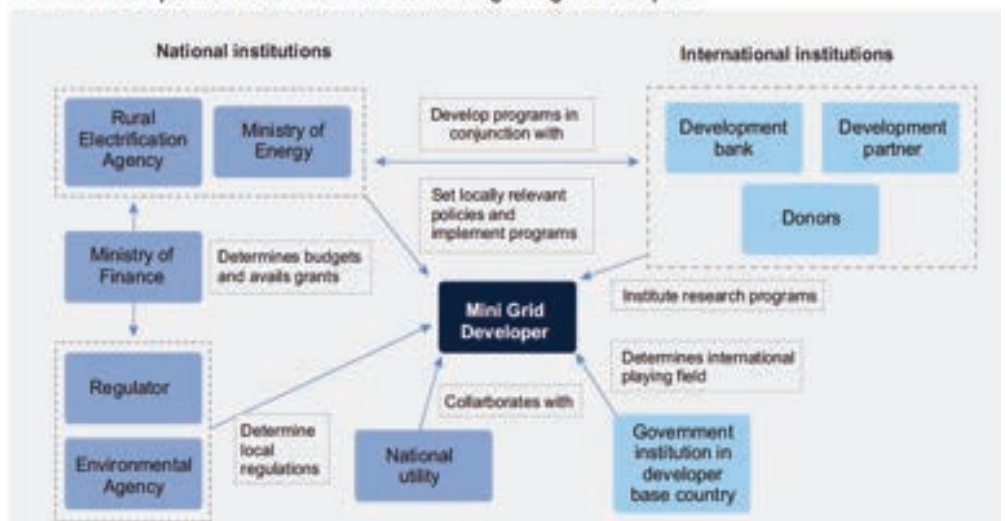 National institutions
International institutions
Rural
Electrification
Agency
Ministry of
Energy
Develop programs in
conjunction with
Development
bank
Development
partner
Donors
Set locally relevant
policies and
implement programs
Ministry of
Finance
Determines budgets
and avails grants
Mini Grid
Developer
Institute research programs
Determines international
playing field
Regulator
Environmental
Agency
Determine
local
regulations
Collarborates with
National
utility
Government
institution in
developer
base country